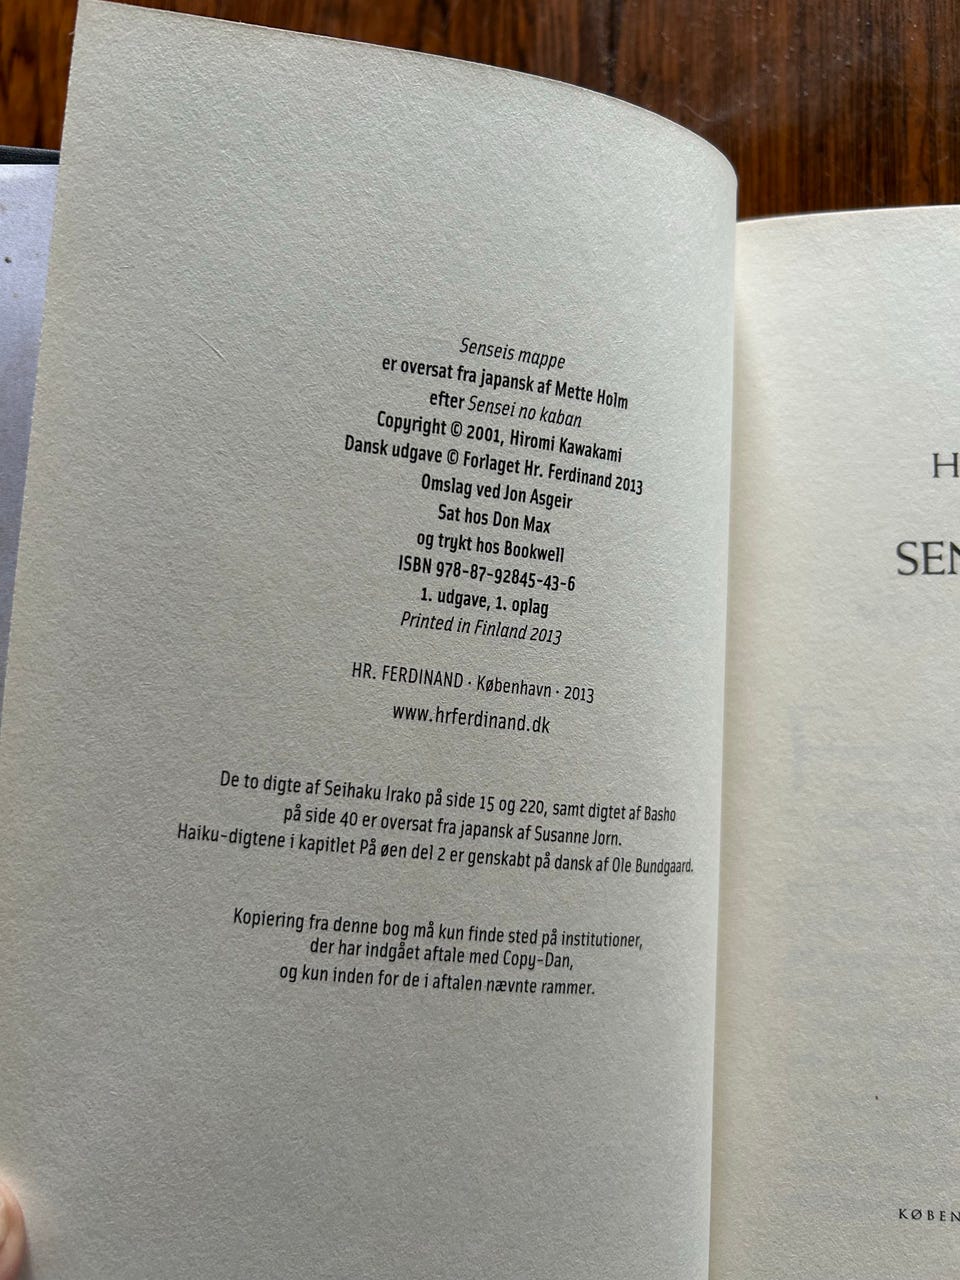 Senseis mappe
er oversat fra japansk af Mette Holm
efter Sensei no kaban
Copyright © 2001, Hiromi Kawakami
Dansk udgave © Forlaget Hr. Ferdinand 2013
Omslag ved Jon Asgeir
Sat hos Don Max
og trykt hos Bookwell
ISBN 978-87-92845-43-6
1. udgave, 1. oplag
Printed in Finland 2013
HR. FERDINAND · København · 2013
www.hrferdinand.dk
De to digte af Seihaku Irako på side 15 og 220, samt digtet af Basho
på side 40 er oversat fra japansk af Susanne Jorn.
Haiku-digtene i kapitlet På øen del 2 er genskabt på dansk af Ole Bundgaard.
Kopiering fra denne bog må kun finde sted på institutioner,
der har indgået aftale med Copy-Dan,
og kun inden for de i aftalen nævnte rammer.
H
SEN
KØBEN